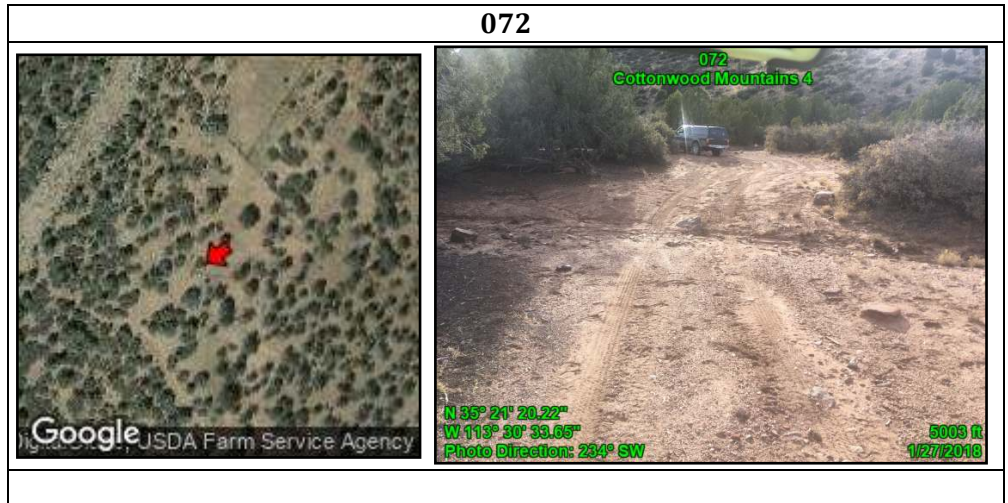 072
Google
USDA Farm Service Agency
072
Cottonwood Mountains 4
N 35° 21' 20.22"
W 113° 30' 33.65"
Photo Direction: 234° SW
5003 ft
1/27/2018